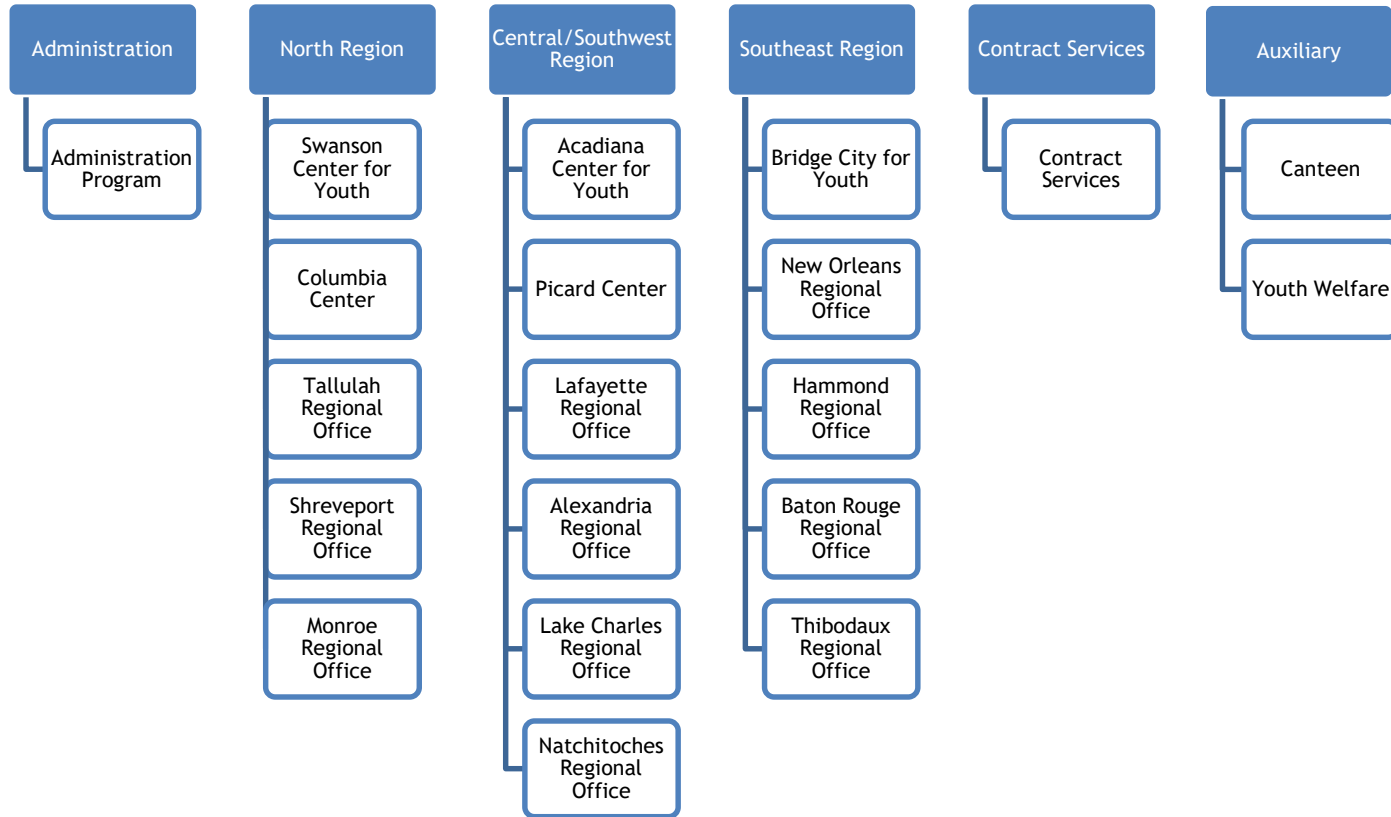 Administration
Administration
Program
North Region
Swanson
Center for
Youth
Columbia
Center
Tallulah
Regional
Office
Shreveport
Regional
Office
Monroe
Regional
Office
Central/Southwest
Region
Acadiana
Center for
Youth
Picard Center
Lafayette
Regional
Office
Alexandria
Regional
Office
Lake Charles
Regional
Office
Natchitoches
Regional
Office
Southeast Region
Bridge City for
Youth
New Orleans
Regional
Office
Hammond
Regional
Office
Baton Rouge
Regional
Office
Thibodaux
Regional
Office
Contract Services
Contract
Services
Auxiliary
Canteen
Youth Welfare